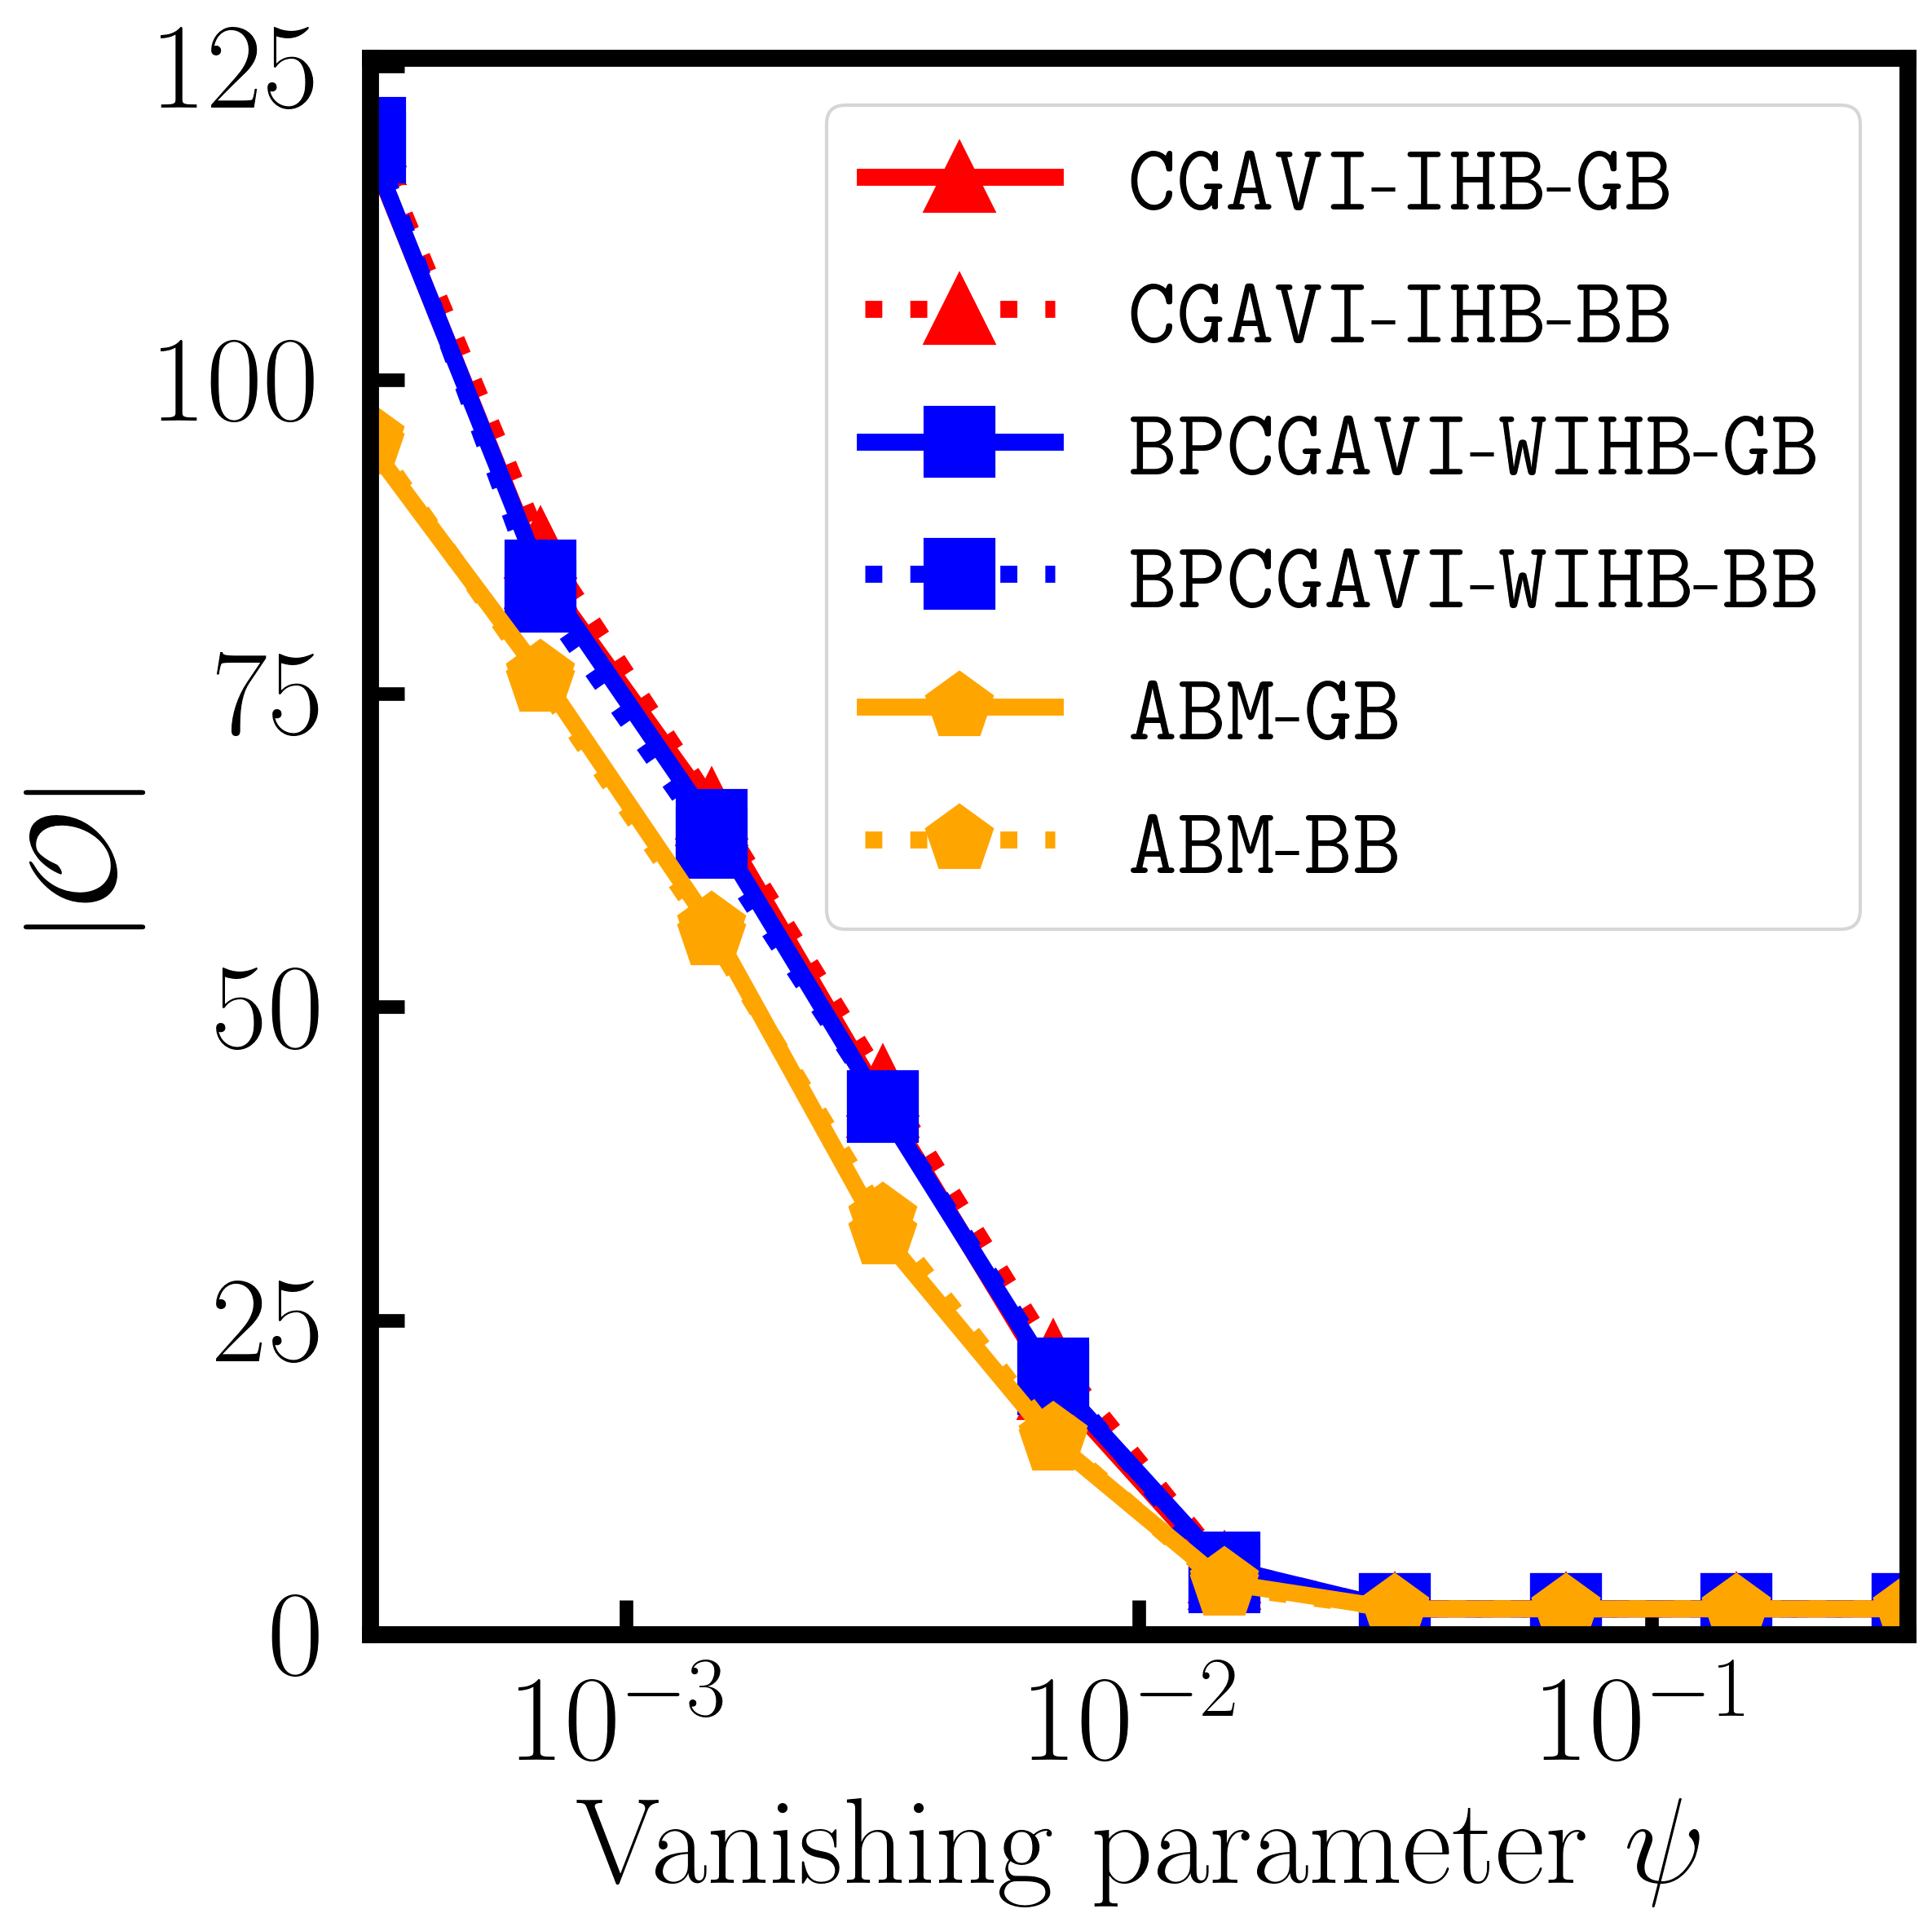 125
100
75
50
25
0
|𝒪|
CGAVI-IHB-GB
CGAVI-IHB-BB
BPCGAVI-WIHB-GB
BPCGAVI-WIHB-BB
ABM-GB
ABM-BB
10⁻³ 10⁻² 10⁻¹
Vanishing parameter ψ